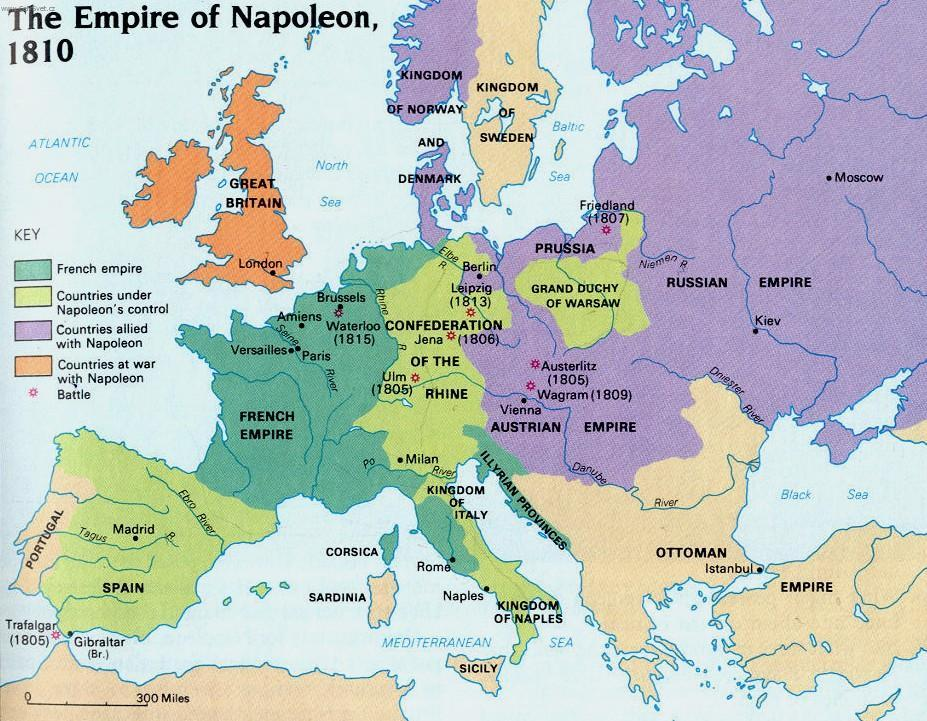 The Empire of Napoleon,
1810
ATLANTIC
OCEAN
North
Sea
Baltic
Sea
KINGDOM
OF NORWAY
AND
DENMARK
KINGDOM
OF
SWEDEN
GREAT
BRITAIN
London
Moscow
Friedland
(1807)
PRUSSIA
Niemen R.
RUSSIAN EMPIRE
Kiev
GRAND DUCHY
OF WARSAW
Elbe
R.
Berlin
Leipzig
(1813)
KEY
French empire
Countries under
Napoleon's control
Countries allied
with Napoleon
Countries at war
with Napoleon
Battle
Brussels
Amiens
Waterloo
(1815)
Rhine
R.
Versailles
Paris
Seine
River
CONFEDERATION
OF THE
RHINE
Jena (1806)
Ulm
(1805)
Austerlitz
(1805)
Wagram (1809)
Vienna
AUSTRIAN EMPIRE
Dniester River
FRENCH
EMPIRE
Milan
Po River
ILLYRIAN PROVINCES
Danube
River
Black Sea
KINGDOM
OF
ITALY
Ebro River
PORTUGAL
Madrid
Tagus R.
SPAIN
CORSICA
Rome
SARDINIA
Naples
KINGDOM
OF NAPLES
OTTOMAN
EMPIRE
Istanbul
Trafalgar
(1805)
Gibraltar
(Br.)
MEDITERRANEAN SEA
SICILY
0 300 Miles